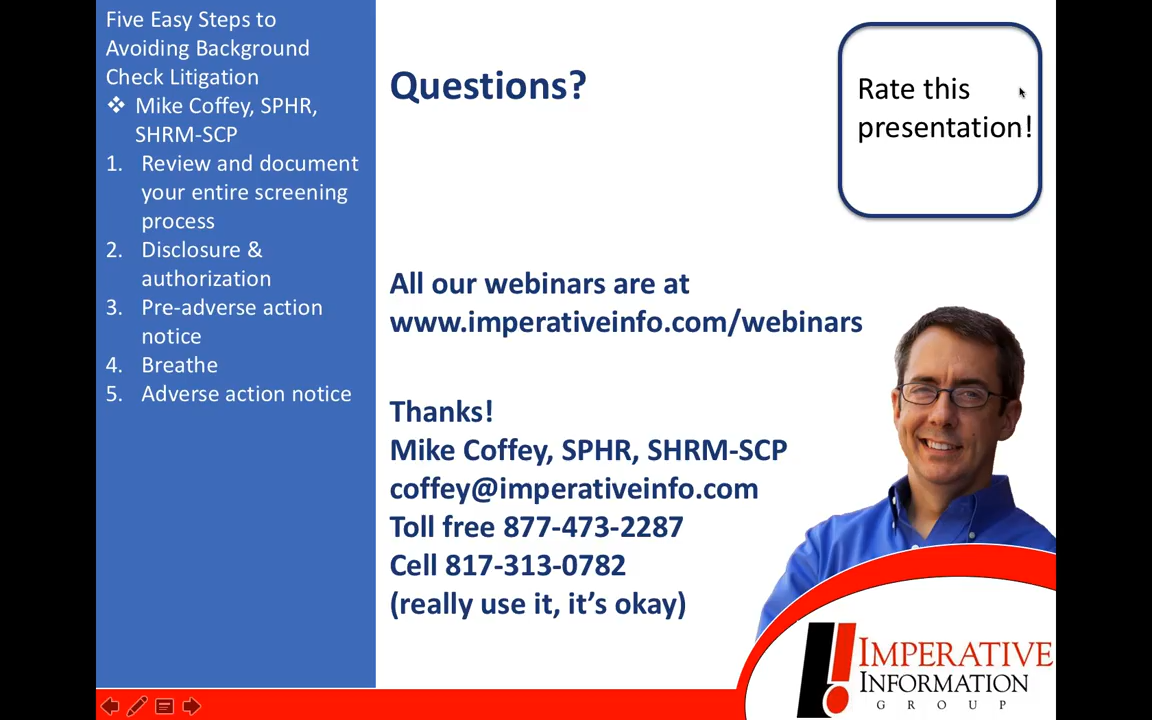 Five Easy Steps to
Avoiding Background
Check Litigation
❖ Mike Coffey, SPHR,
SHRM-SCP
1. Review and document
your entire screening
process
2. Disclosure &
authorization
3. Pre-adverse action
notice
4. Breathe
5. Adverse action notice
Questions?
Rate this
presentation!
All our webinars are at
www.imperativeinfo.com/webinars
Thanks!
Mike Coffey, SPHR, SHRM-SCP
coffey@imperativeinfo.com
Toll free 877-473-2287
Cell 817-313-0782
(really use it, it’s okay)
IMPERATIVE
INFORMATION
GROUP